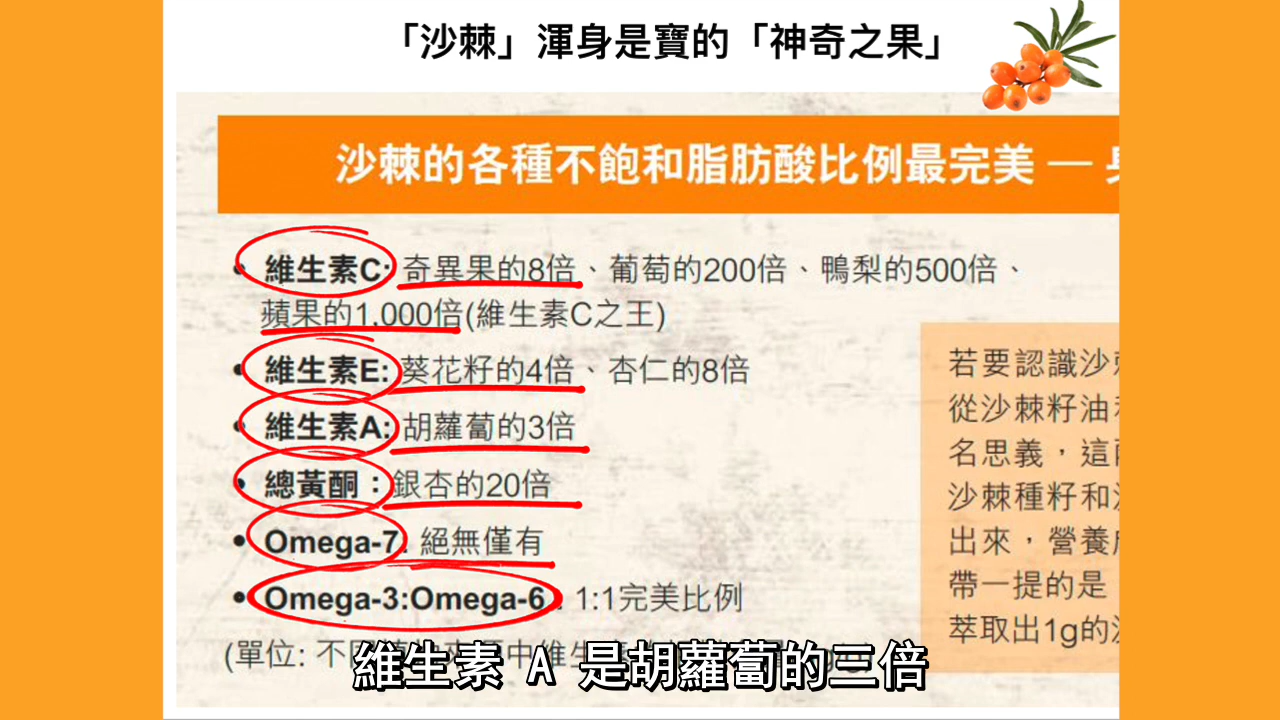 「沙棘」渾身是寶的「神奇之果」
沙棘的各種不飽和脂肪酸比例最完美 —
• 維生素C: 奇異果的8倍、葡萄的200倍、鴨梨的500倍、
蘋果的1,000倍(維生素C之王)
• 維生素E: 葵花籽的4倍、杏仁的8倍
• 維生素A: 胡蘿蔔的3倍
• 總黃酮：銀杏的20倍
• Omega-7: 絕無僅有
• Omega-3:Omega-6: 1:1完美比例
(單位: 不
若要認識沙
從沙棘籽油
名思義，這
沙棘種籽和
出來，營養
帶一提的是
萃取出1g的
維生素 A 是胡蘿蔔的三倍